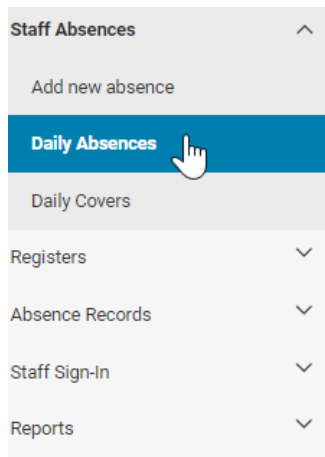 Staff Absences
Add new absence
Daily Absences
Daily Covers
Registers
Absence Records
Staff Sign-In
Reports